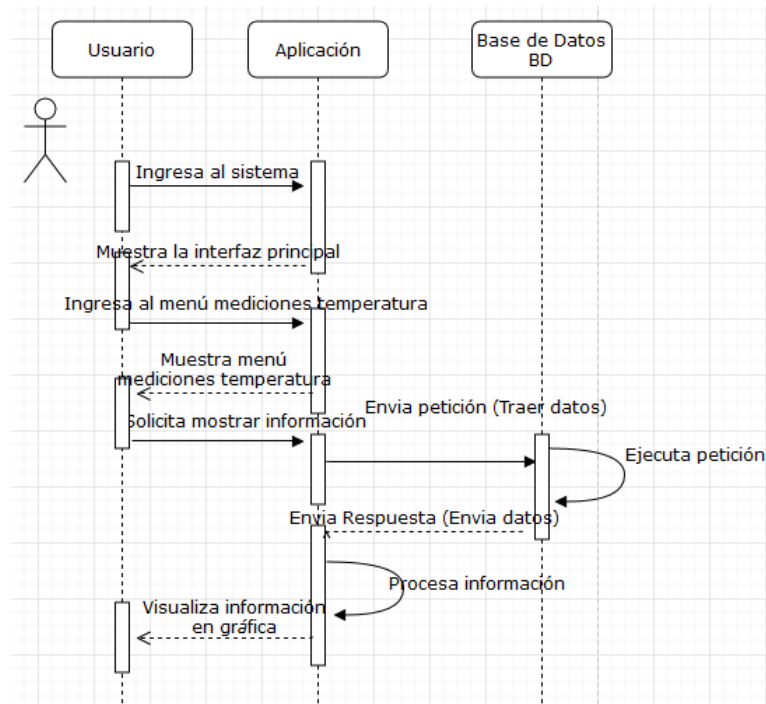 Usuario
Aplicación
Base de Datos
BD
Ingresa al sistema
Muestra la interfaz principal
Ingresa al menú mediciones temperatura
Muestra menú
mediciones temperatura
Envia petición (Traer datos)
Solicita mostrar información
Ejecuta petición
Envia Respuesta (Envia datos)
Procesa información
Visualiza información
en gráfica